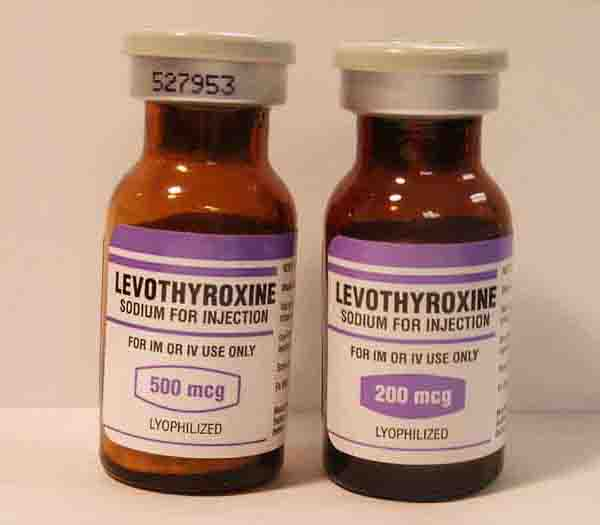 527953
LEVOTHYROXINE
SODIUM FOR INJECTION
FOR IM OR IV USE ONLY
500 mcg
LYOPHILIZED
LEVOTHYROXINE
SODIUM FOR INJECTION
FOR IM OR IV USE ONLY
200 mcg
LYOPHILIZED